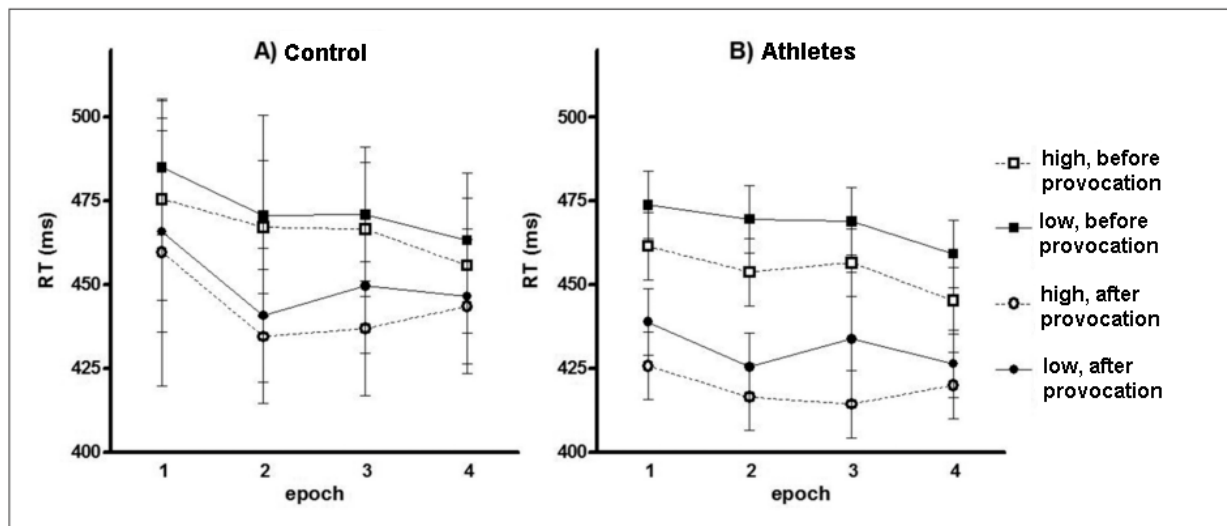 A) Control
500
475
450
425
400
RT (ms)
1 2 3 4
epoch
B) Athletes
500
475
450
425
400
RT (ms)
1 2 3 4
epoch
high, before
provocation
low, before
provocation
high, after
provocation
low, after
provocation